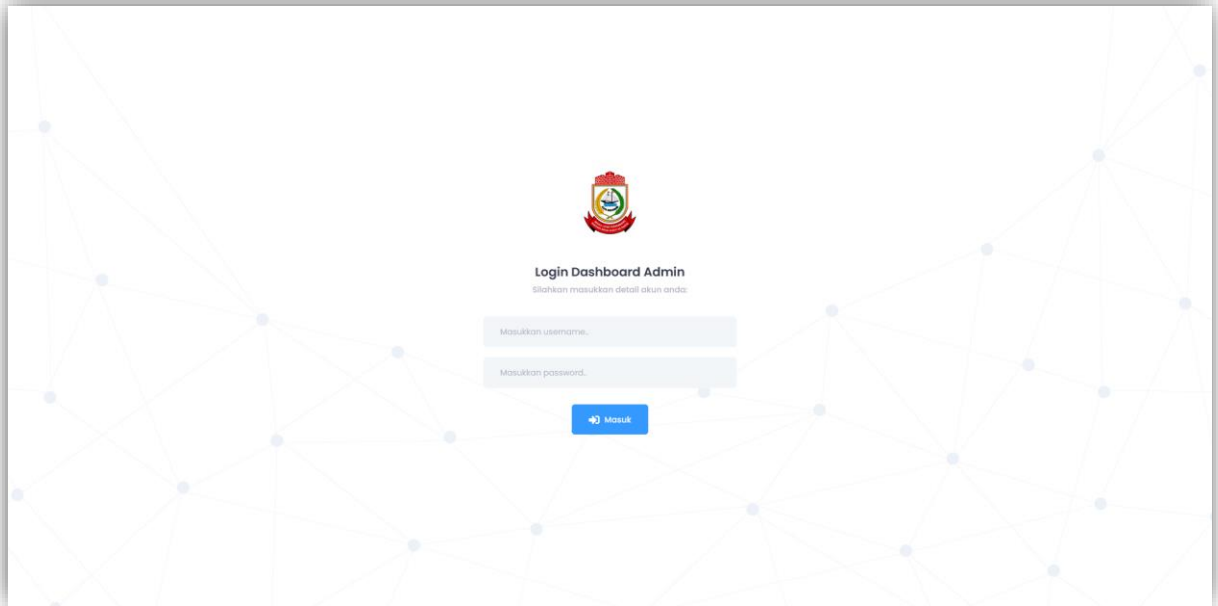 Login Dashboard Admin
Silahkan masukkan detail akun anda:
Masukkan username..
Masukkan password..
Masuk